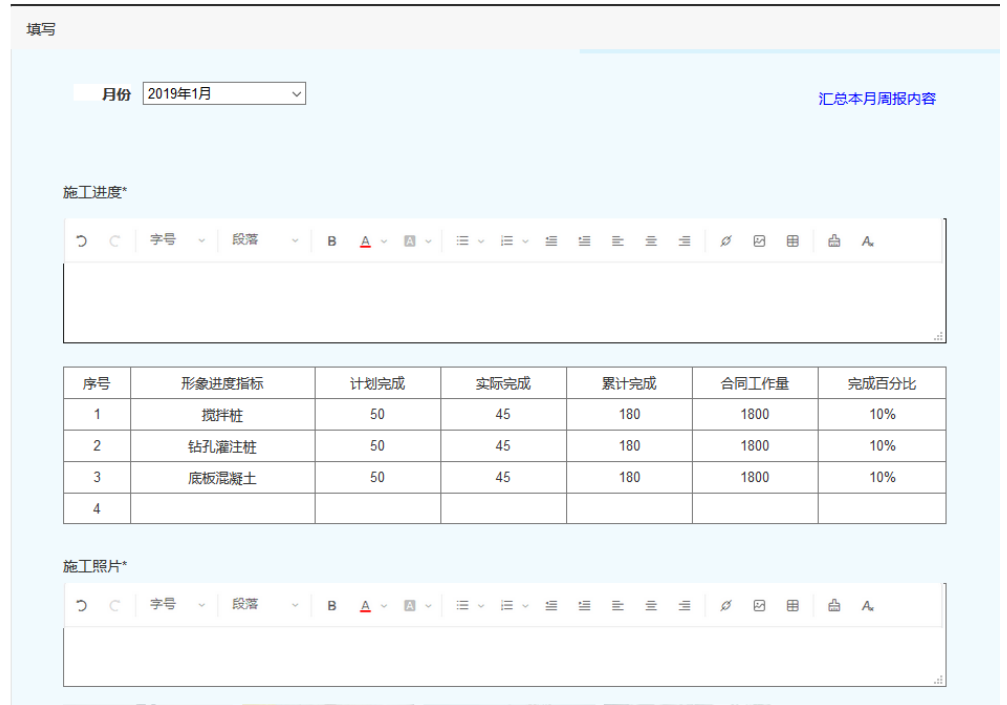 填写
月份 2019年1月
汇总本月周报内容
施工进度*
字号 段落 B A A A
序号 形象进度指标 计划完成 实际完成 累计完成 合同工作量 完成百分比
1 搅拌桩 50 45 180 1800 10%
2 钻孔灌注桩 50 45 180 1800 10%
3 底板混凝土 50 45 180 1800 10%
4
施工照片*
字号 段落 B A A A